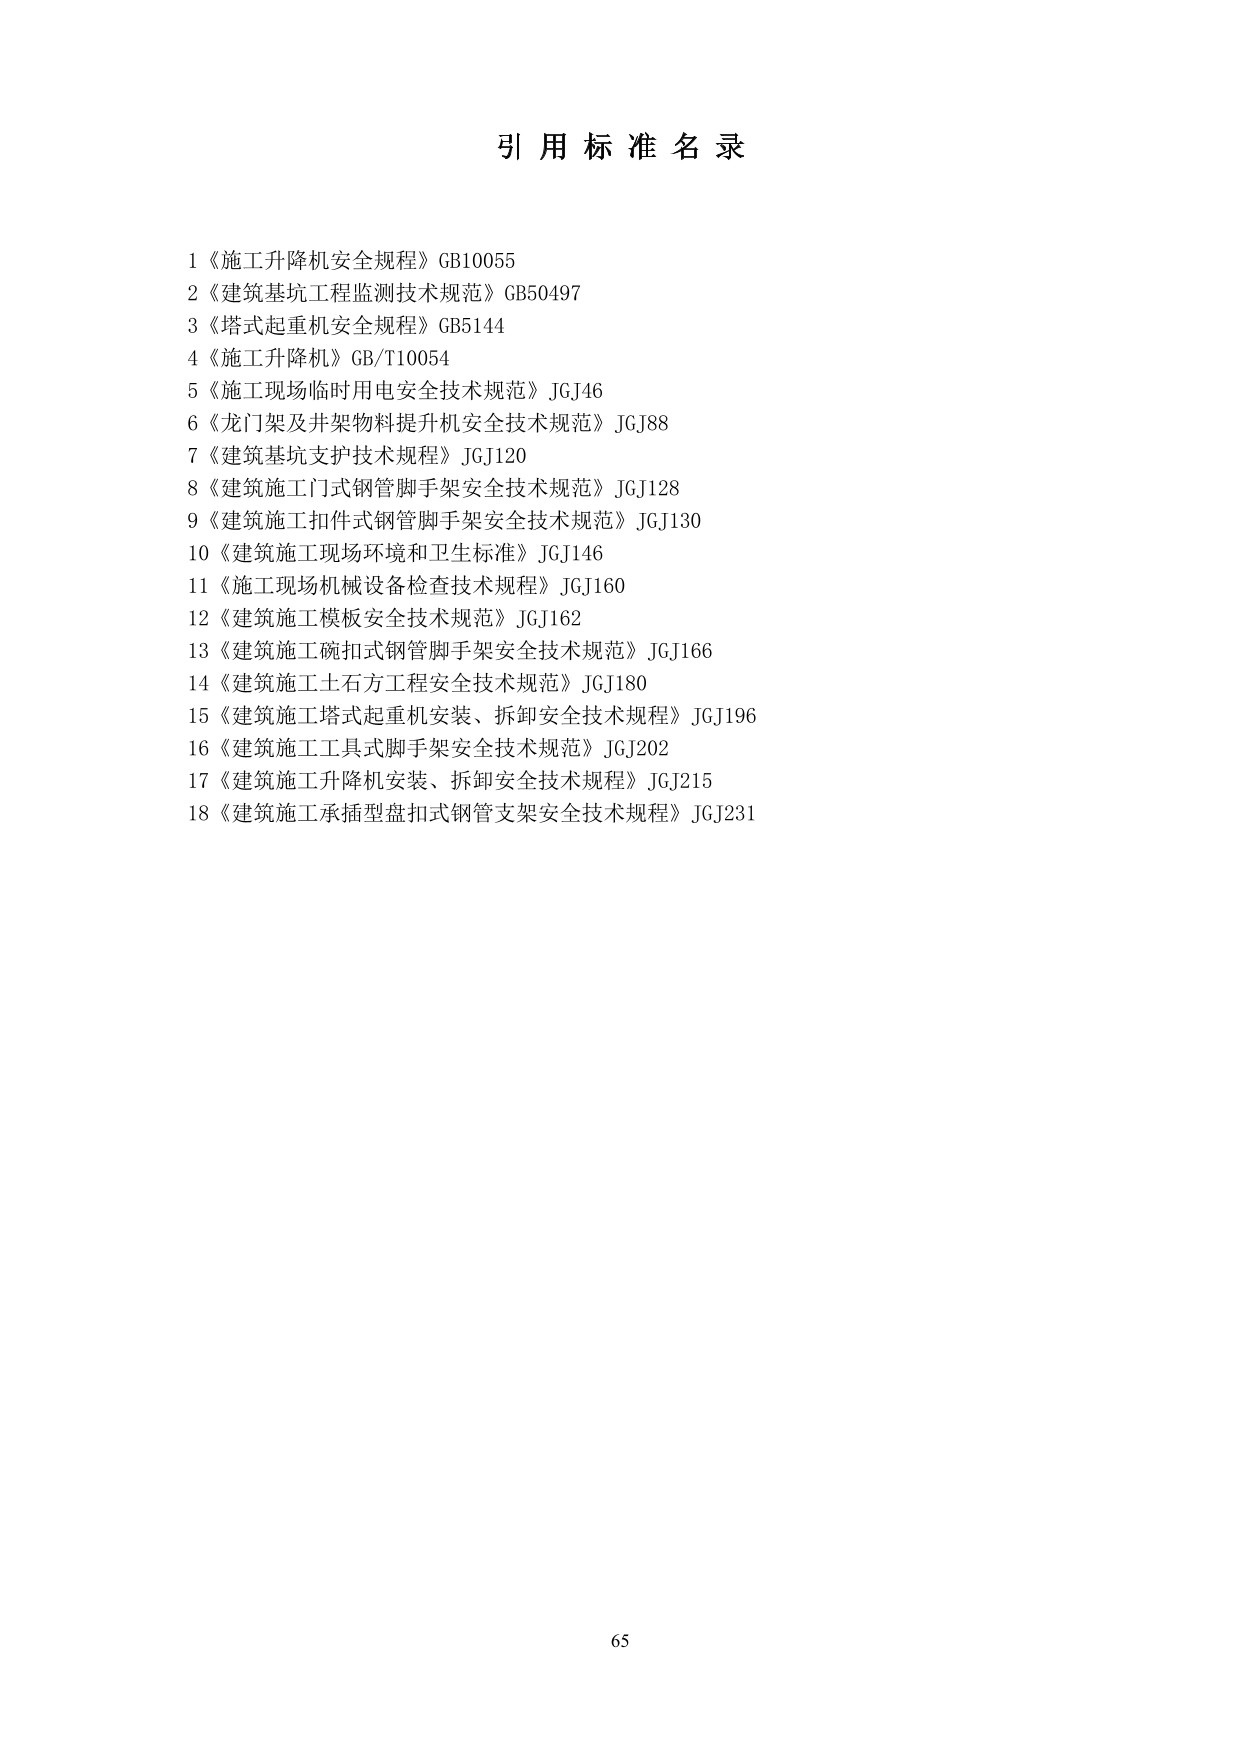 引用标准名录
1《施工升降机安全规程》GB10055
2《建筑基坑工程监测技术规范》GB50497
3《塔式起重机安全规程》GB5144
4《施工升降机》GB/T10054
5《施工现场临时用电安全技术规范》JGJ46
6《龙门架及井架物料提升机安全技术规范》JGJ88
7《建筑基坑支护技术规程》JGJ120
8《建筑施工门式钢管脚手架安全技术规范》JGJ128
9《建筑施工扣件式钢管脚手架安全技术规范》JGJ130
10《建筑施工现场环境和卫生标准》JGJ146
11《施工现场机械设备检查技术规程》JGJ160
12《建筑施工模板安全技术规范》JGJ162
13《建筑施工碗扣式钢管脚手架安全技术规范》JGJ166
14《建筑施工土石方工程安全技术规范》JGJ180
15《建筑施工塔式起重机安装、拆卸安全技术规程》JGJ196
16《建筑施工工具式脚手架安全技术规范》JGJ202
17《建筑施工升降机安装、拆卸安全技术规程》JGJ215
18《建筑施工承插型盘扣式钢管支架安全技术规程》JGJ231
65